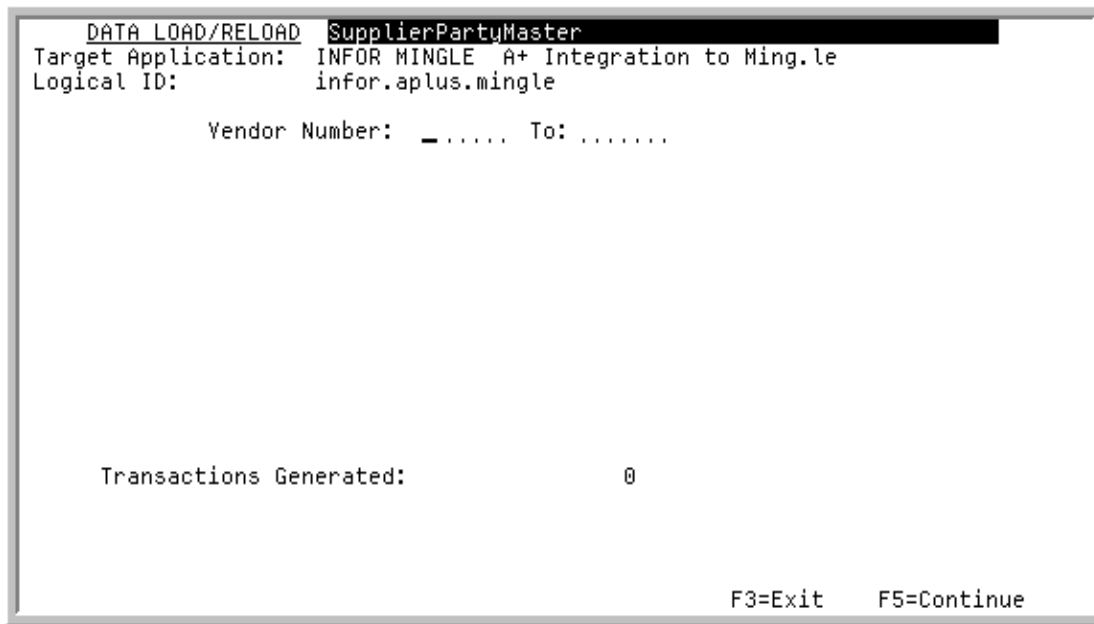 DATA LOAD/RELOAD SupplierPartyMaster
Target Application: INFOR MINGLE A+ Integration to Ming.le
Logical ID: infor.aplus.mingle
Vendor Number: _ ..... To: .......
Transactions Generated: 0
F3=Exit F5=Continue